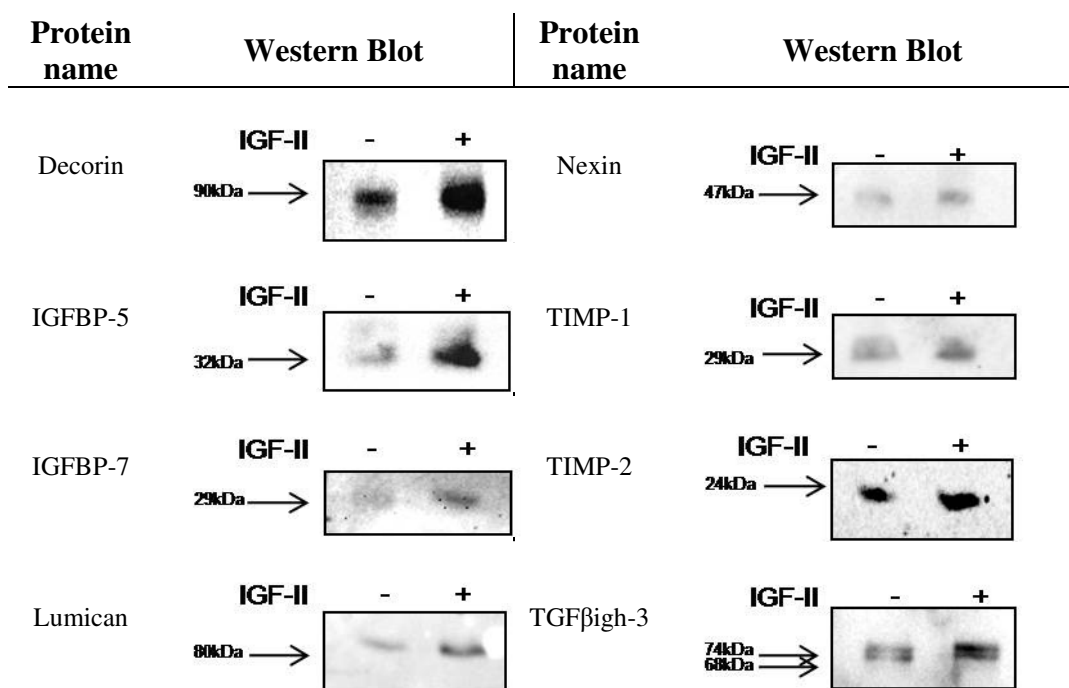 Protein name Western Blot Protein name Western Blot
IGF-II - +
Decorin
90kDa
IGF-II - +
Nexin
47kDa
IGF-II - +
IGFBP-5
32kDa
IGF-II - +
TIMP-1
29kDa
IGF-II - +
IGFBP-7
29kDa
IGF-II - +
TIMP-2
24kDa
IGF-II - +
Lumican
80kDa
IGF-II - +
TGFβigh-3
74kDa
68kDa